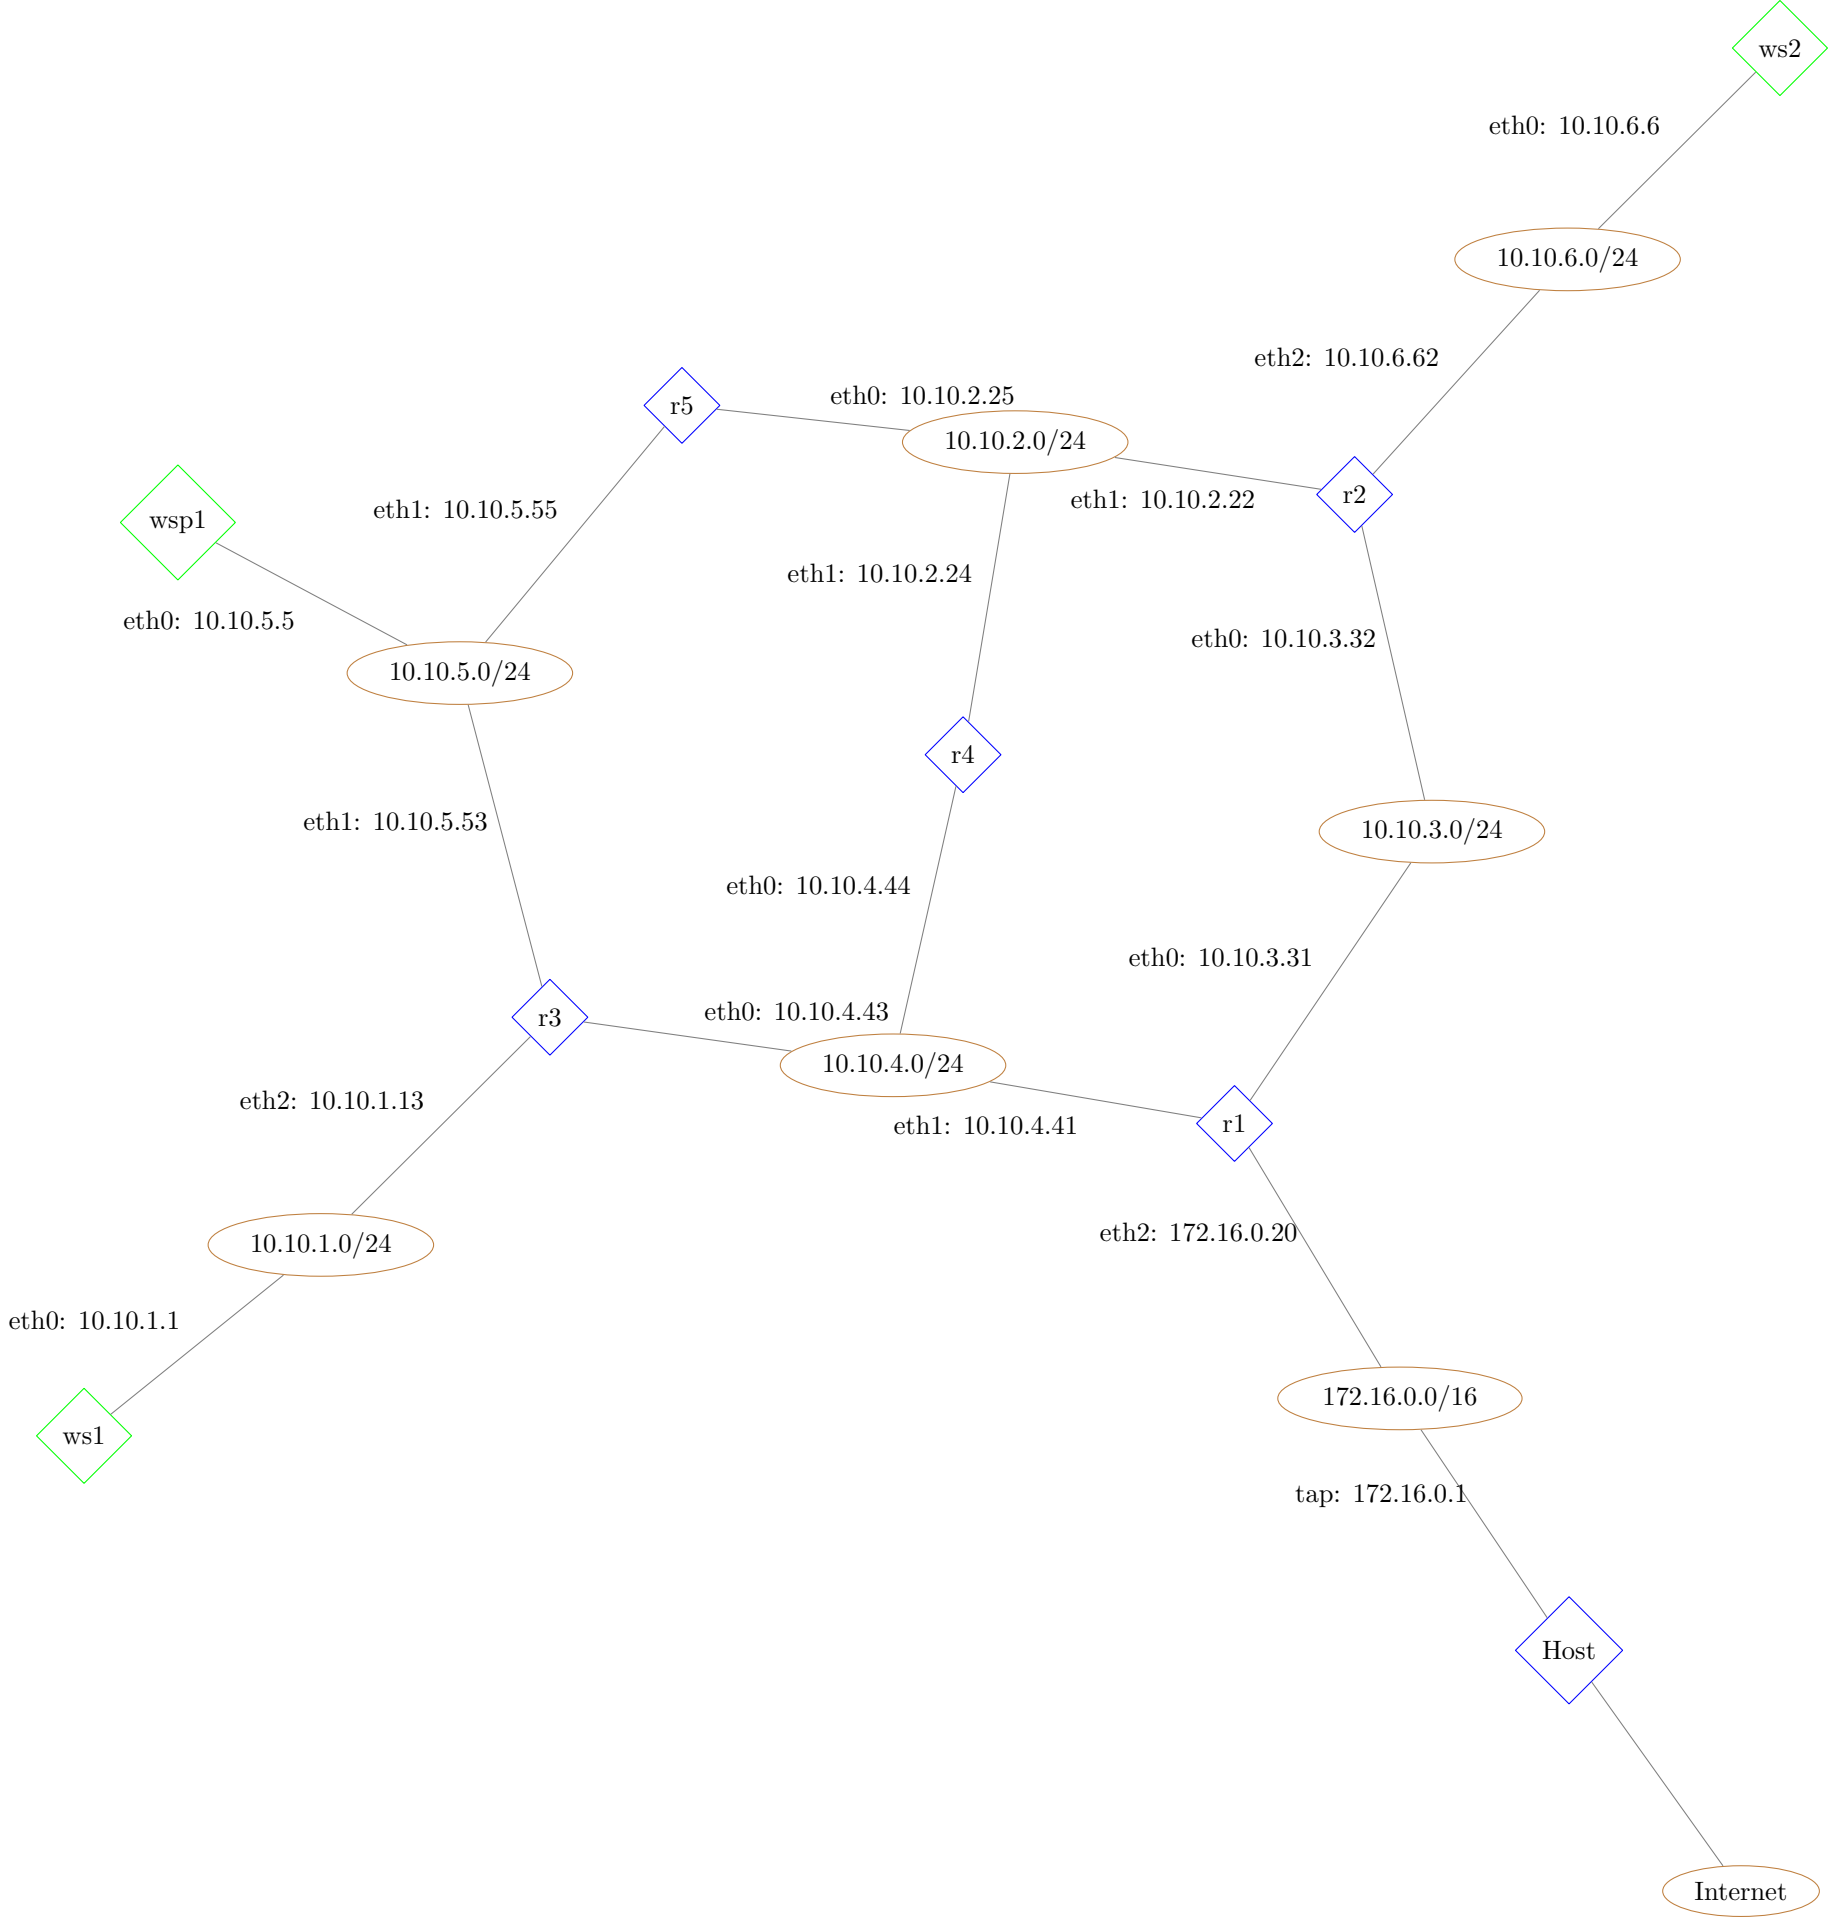 ws2
eth0: 10.10.6.6
10.10.6.0/24
eth2: 10.10.6.62
r5
eth0: 10.10.2.25
10.10.2.0/24
r2
eth1: 10.10.2.22
eth1: 10.10.5.55
wsp1
eth1: 10.10.2.24
eth0: 10.10.5.5
eth0: 10.10.3.32
10.10.5.0/24
r4
eth1: 10.10.5.53
10.10.3.0/24
eth0: 10.10.4.44
eth0: 10.10.3.31
r3
eth0: 10.10.4.43
10.10.4.0/24
eth2: 10.10.1.13
eth1: 10.10.4.41
r1
10.10.1.0/24
eth2: 172.16.0.20
eth0: 10.10.1.1
172.16.0.0/16
ws1
tap: 172.16.0.1
Host
Internet